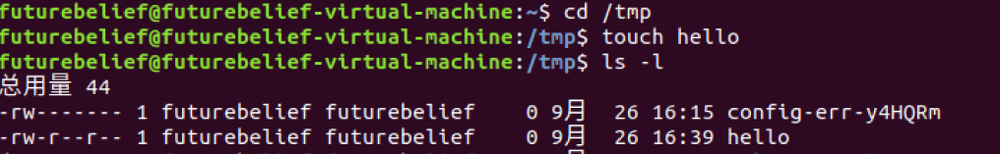 futurebelief@futurebelief-virtual-machine:~$ cd /tmp
futurebelief@futurebelief-virtual-machine:/tmp$ touch hello
futurebelief@futurebelief-virtual-machine:/tmp$ ls -l
总用量 44
-rw------- 1 futurebelief futurebelief    0 9月  26 16:15 config-err-y4HQRm
-rw-r--r-- 1 futurebelief futurebelief    0 9月  26 16:39 hello